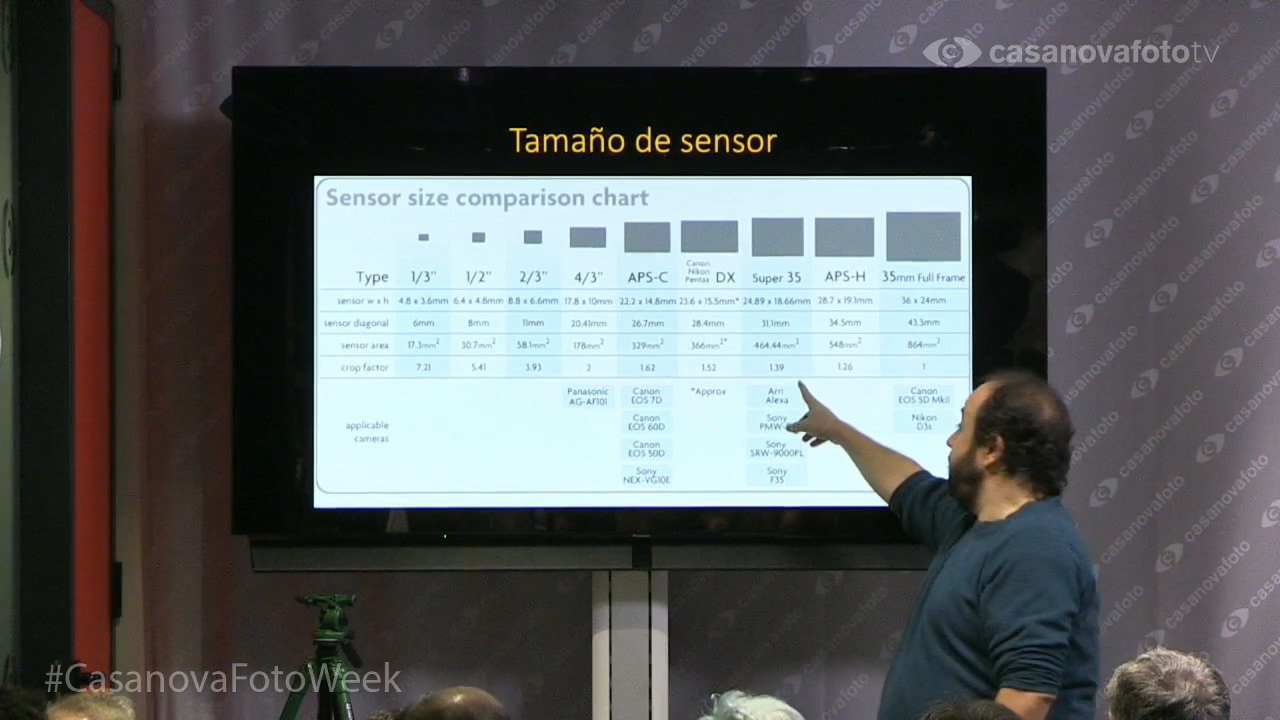 casanovafototv
Tamaño de sensor
Sensor size comparison chart
Type 1/3" 1/2" 2/3" 4/3" APS-C Canon Nikon Pentax DX Super 35 APS-H 35mm Full Frame
sensor w x h 4.8 x 3.6mm 6.4 x 4.8mm 8.8 x 6.6mm 17.8 x 10mm 22.2 x 14.8mm 23.6 x 15.5mm* 24.89 x 18.66mm 28.7 x 19.1mm 36 x 24mm
sensor diagonal 6mm 8mm 11mm 20.41mm 26.7mm 28.4mm 31.1mm 34.5mm 43.3mm
sensor area 17.3mm² 30.7mm² 58.1mm² 178mm² 329mm² 366mm²* 464.44mm² 548mm² 864mm²
crop factor 7.21 5.41 3.93 2 1.62 1.52 1.39 1.26 1
applicable cameras
Panasonic AG-AF101
Canon EOS 7D
Canon EOS 60D
Canon EOS 50D
Sony NEX-VG10E
*Approx
Arri Alexa
Sony PMW-
Sony SRW-9000PL
Sony F35
Canon EOS 5D MkII
Nikon D3s
casanovafoto
#CasanovaFotoWeek